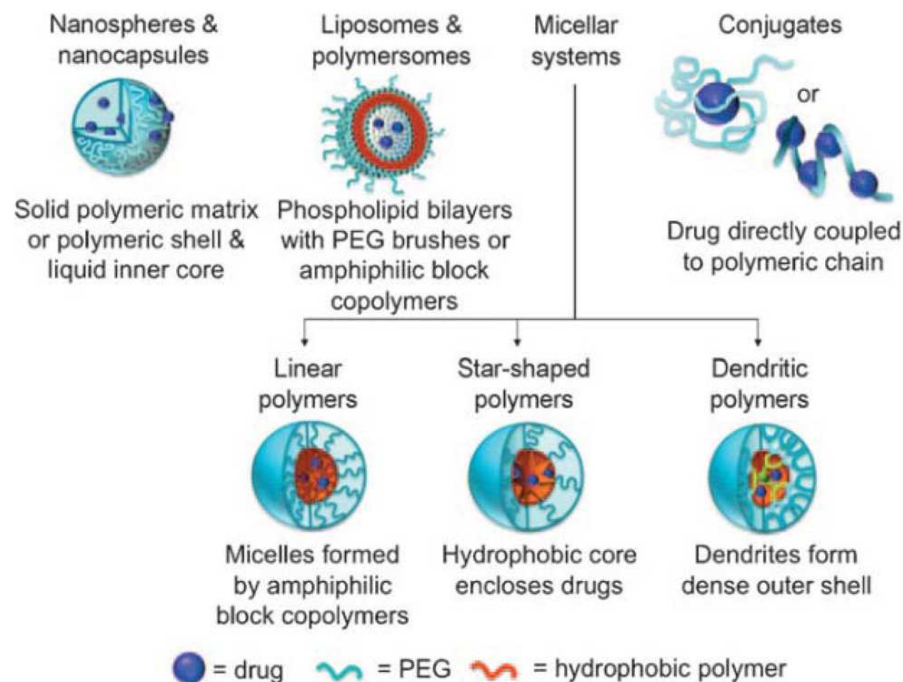 Nanospheres &
nanocapsules
Solid polymeric matrix
or polymeric shell &
liquid inner core
Liposomes &
polymersomes
Phospholipid bilayers
with PEG brushes or
amphiphilic block
copolymers
Micellar
systems
Conjugates
or
Drug directly coupled
to polymeric chain
Linear
polymers
Micelles formed
by amphiphilic
block copolymers
Star-shaped
polymers
Hydrophobic core
encloses drugs
Dendritic
polymers
Dendrites form
dense outer shell
= drug = PEG = hydrophobic polymer